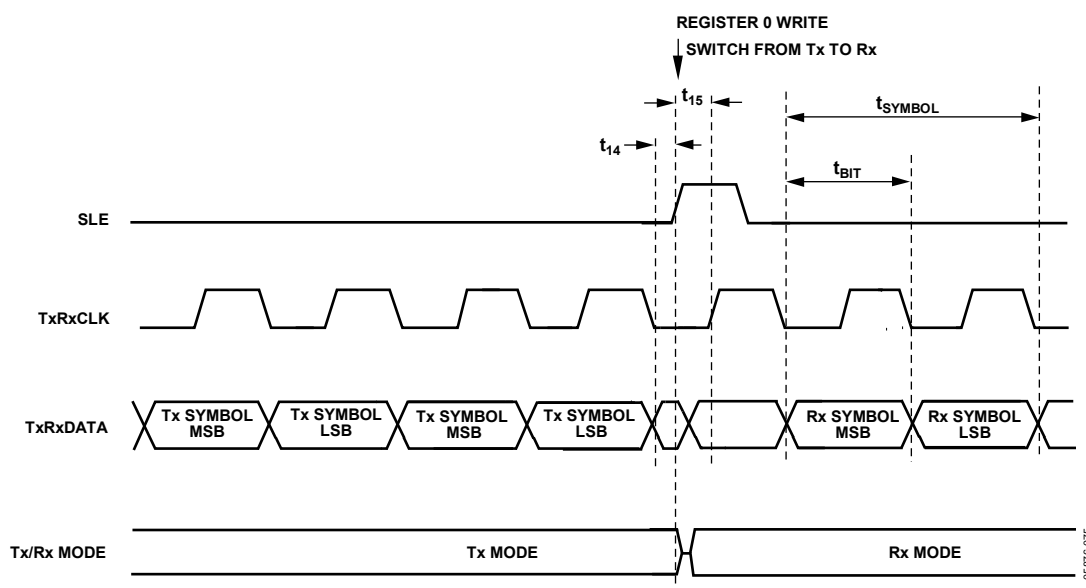 REGISTER 0 WRITE
SWITCH FROM Tx TO Rx
t15
tSYMBOL
t14
tBIT
SLE
TxRxCLK
TxRxDATA
Tx SYMBOL
MSB
Tx SYMBOL
LSB
Tx SYMBOL
MSB
Tx SYMBOL
LSB
Rx SYMBOL
MSB
Rx SYMBOL
LSB
Tx/Rx MODE
Tx MODE
Rx MODE